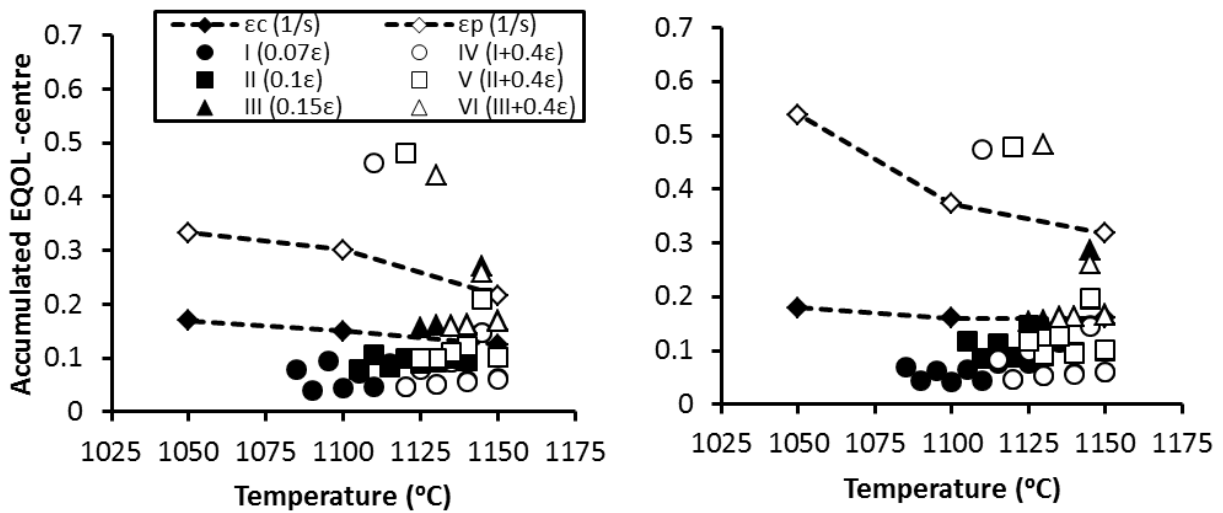 εc (1/s) εp (1/s)
I (0.07ε) IV (I+0.4ε)
II (0.1ε) V (II+0.4ε)
III (0.15ε) VI (III+0.4ε)
Accumulated EQOL -centre
0.7
0.6
0.5
0.4
0.3
0.2
0.1
0
1025 1050 1075 1100 1125 1150 1175
Temperature (ºC)
0.7
0.6
0.5
0.4
0.3
0.2
0.1
0
1025 1050 1075 1100 1125 1150 1175
Temperature (ºC)